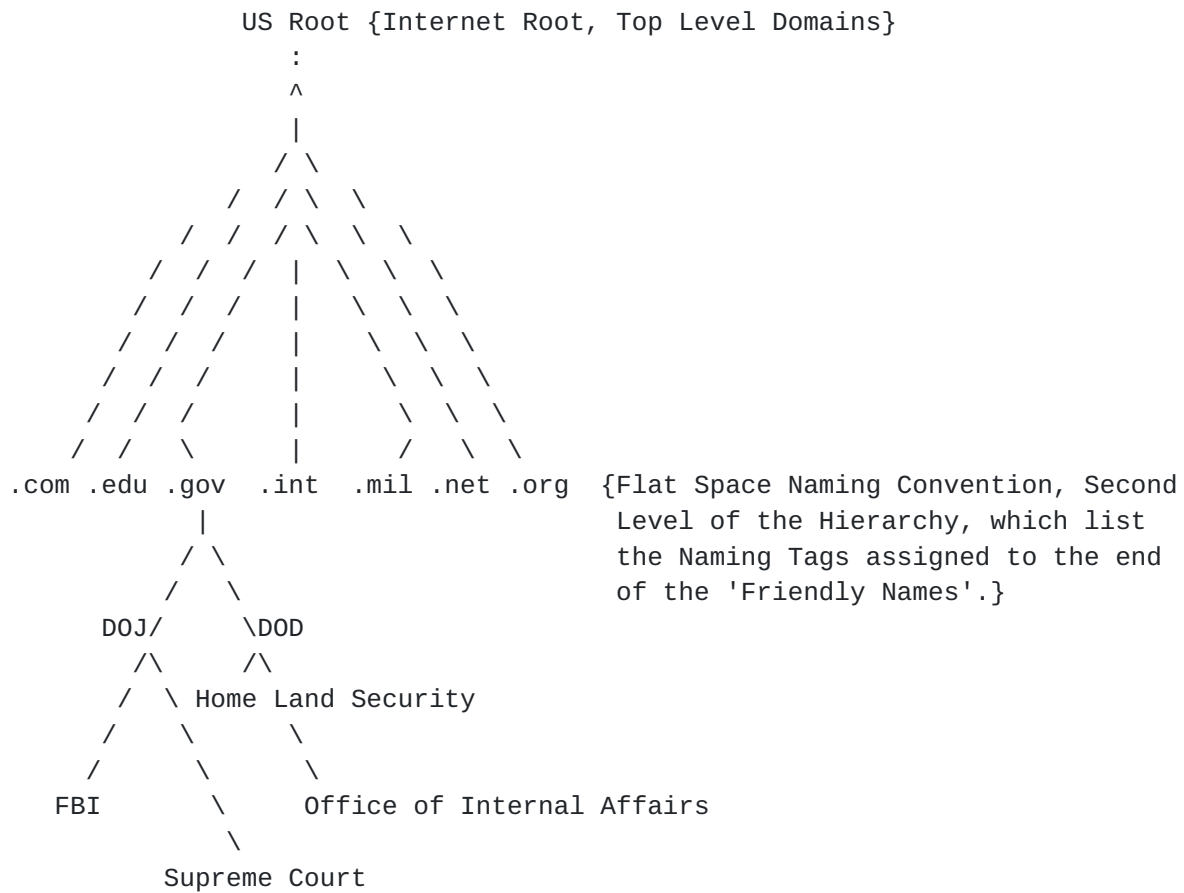 US Root {Internet Root, Top Level Domains}
.com .edu .gov .int .mil .net .org {Flat Space Naming Convention, Second
Level of the Hierarchy, which list
the Naming Tags assigned to the end
of the 'Friendly Names'.}
DOJ/ \DOD
Home Land Security
FBI Office of Internal Affairs
Supreme Court